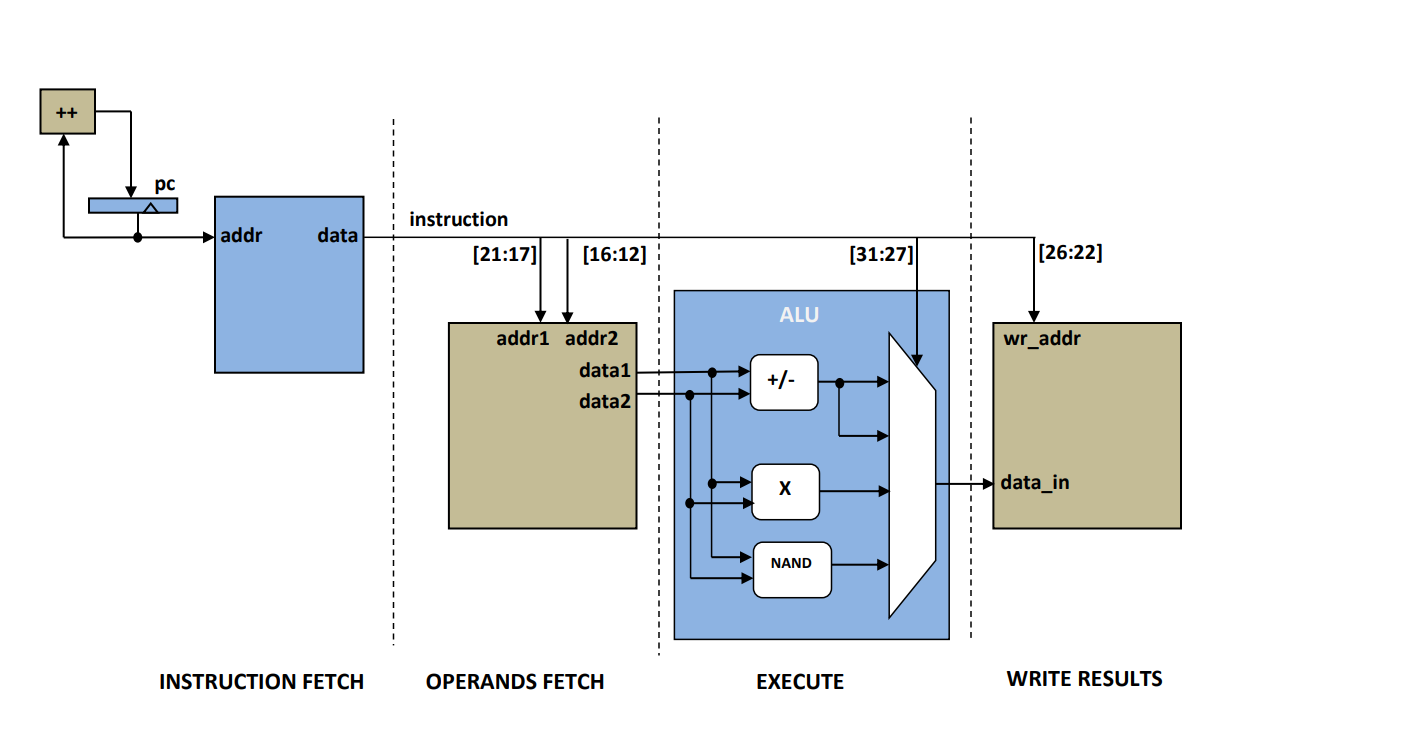 ++
pc
addr
data
instruction
[21:17]
[16:12]
[31:27]
[26:22]
addr1 addr2
data1
data2
ALU
+/-
X
NAND
wr_addr
data_in
INSTRUCTION FETCH
OPERANDS FETCH
EXECUTE
WRITE RESULTS